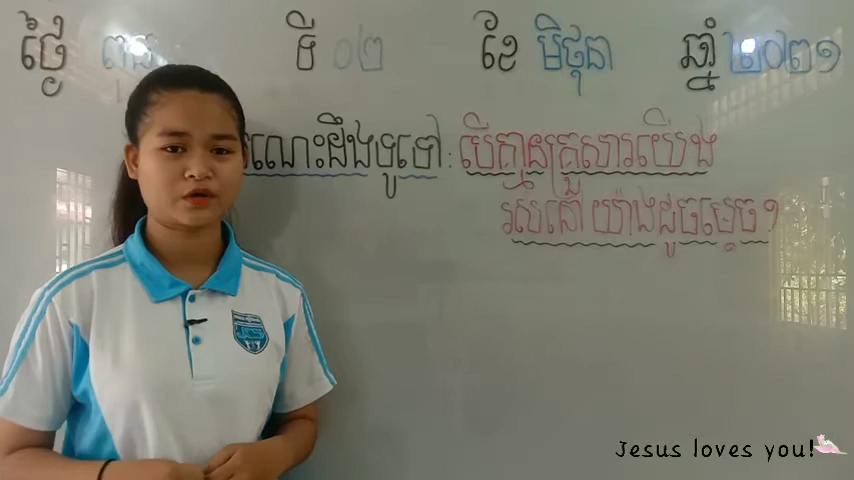 ថ្ងៃ ពុធ ទី ០២ ខែ មិថុនា ឆ្នាំ ២០២១
ណេះដឹងទូទៅ : បើគ្មានគ្រួសារយើង
រស់នៅ យ៉ាងដូចម្ដេច?
Jesus loves you!